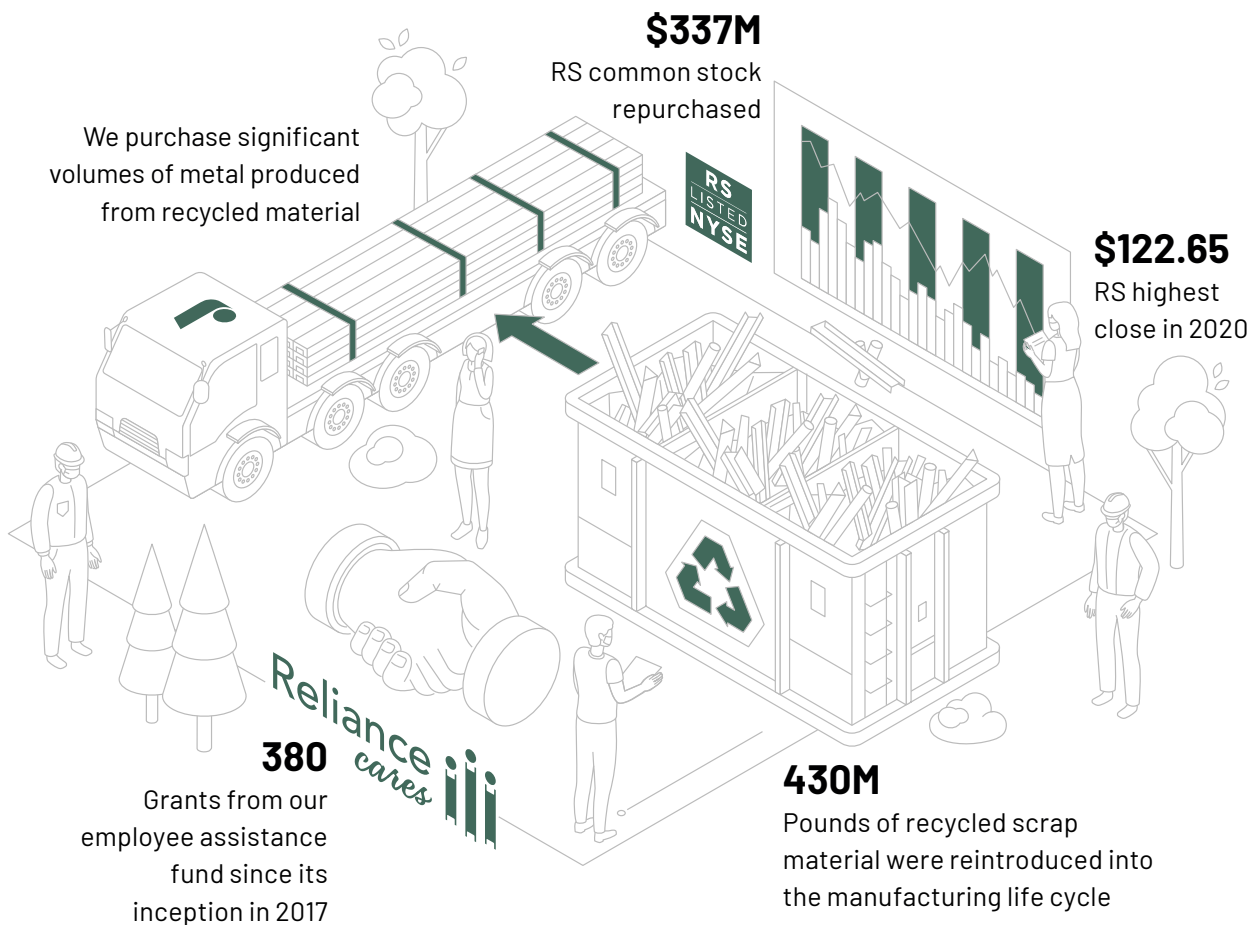 $337M
RS common stock
repurchased
We purchase significant
volumes of metal produced
from recycled material
RS
LISTED
NYSE
$122.65
RS highest
close in 2020
Reliance
cares
380
Grants from our
employee assistance
fund since its
inception in 2017
430M
Pounds of recycled scrap
material were reintroduced into
the manufacturing life cycle